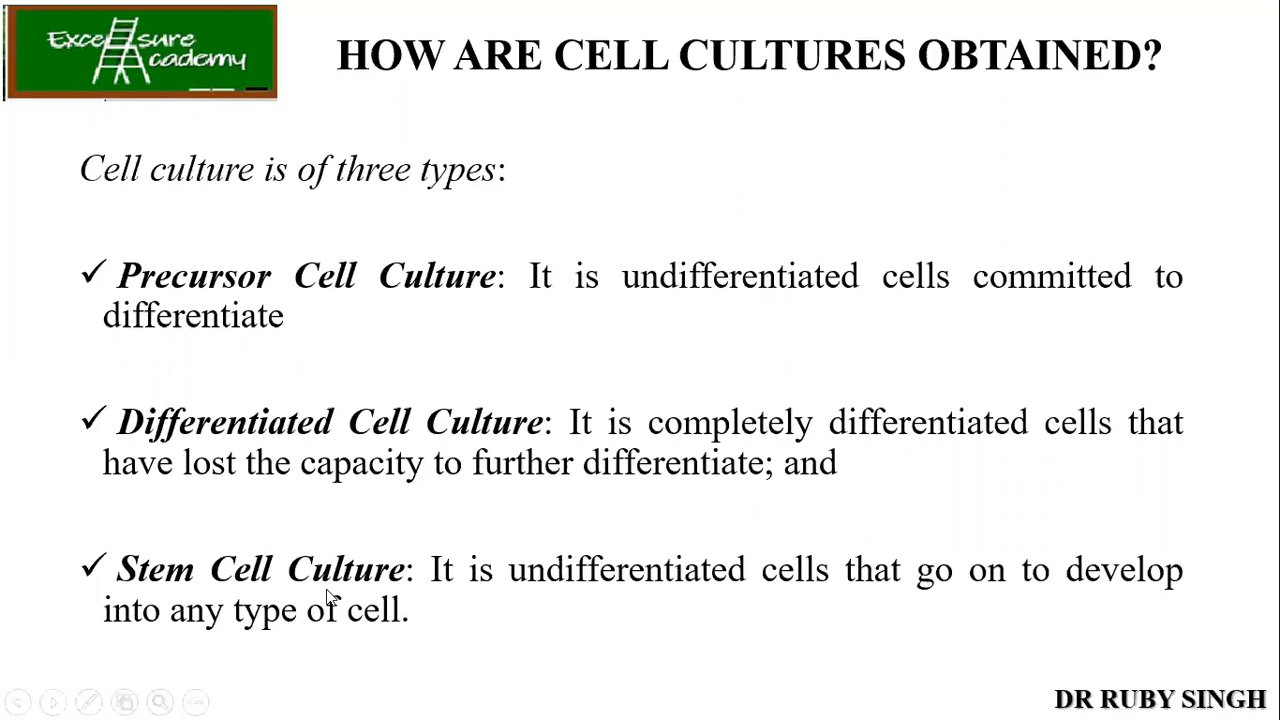 Excel sure
Academy
HOW ARE CELL CULTURES OBTAINED?
Cell culture is of three types:
✓ Precursor Cell Culture: It is undifferentiated cells committed to
differentiate
✓ Differentiated Cell Culture: It is completely differentiated cells that
have lost the capacity to further differentiate; and
✓ Stem Cell Culture: It is undifferentiated cells that go on to develop
into any type of cell.
DR RUBY SINGH